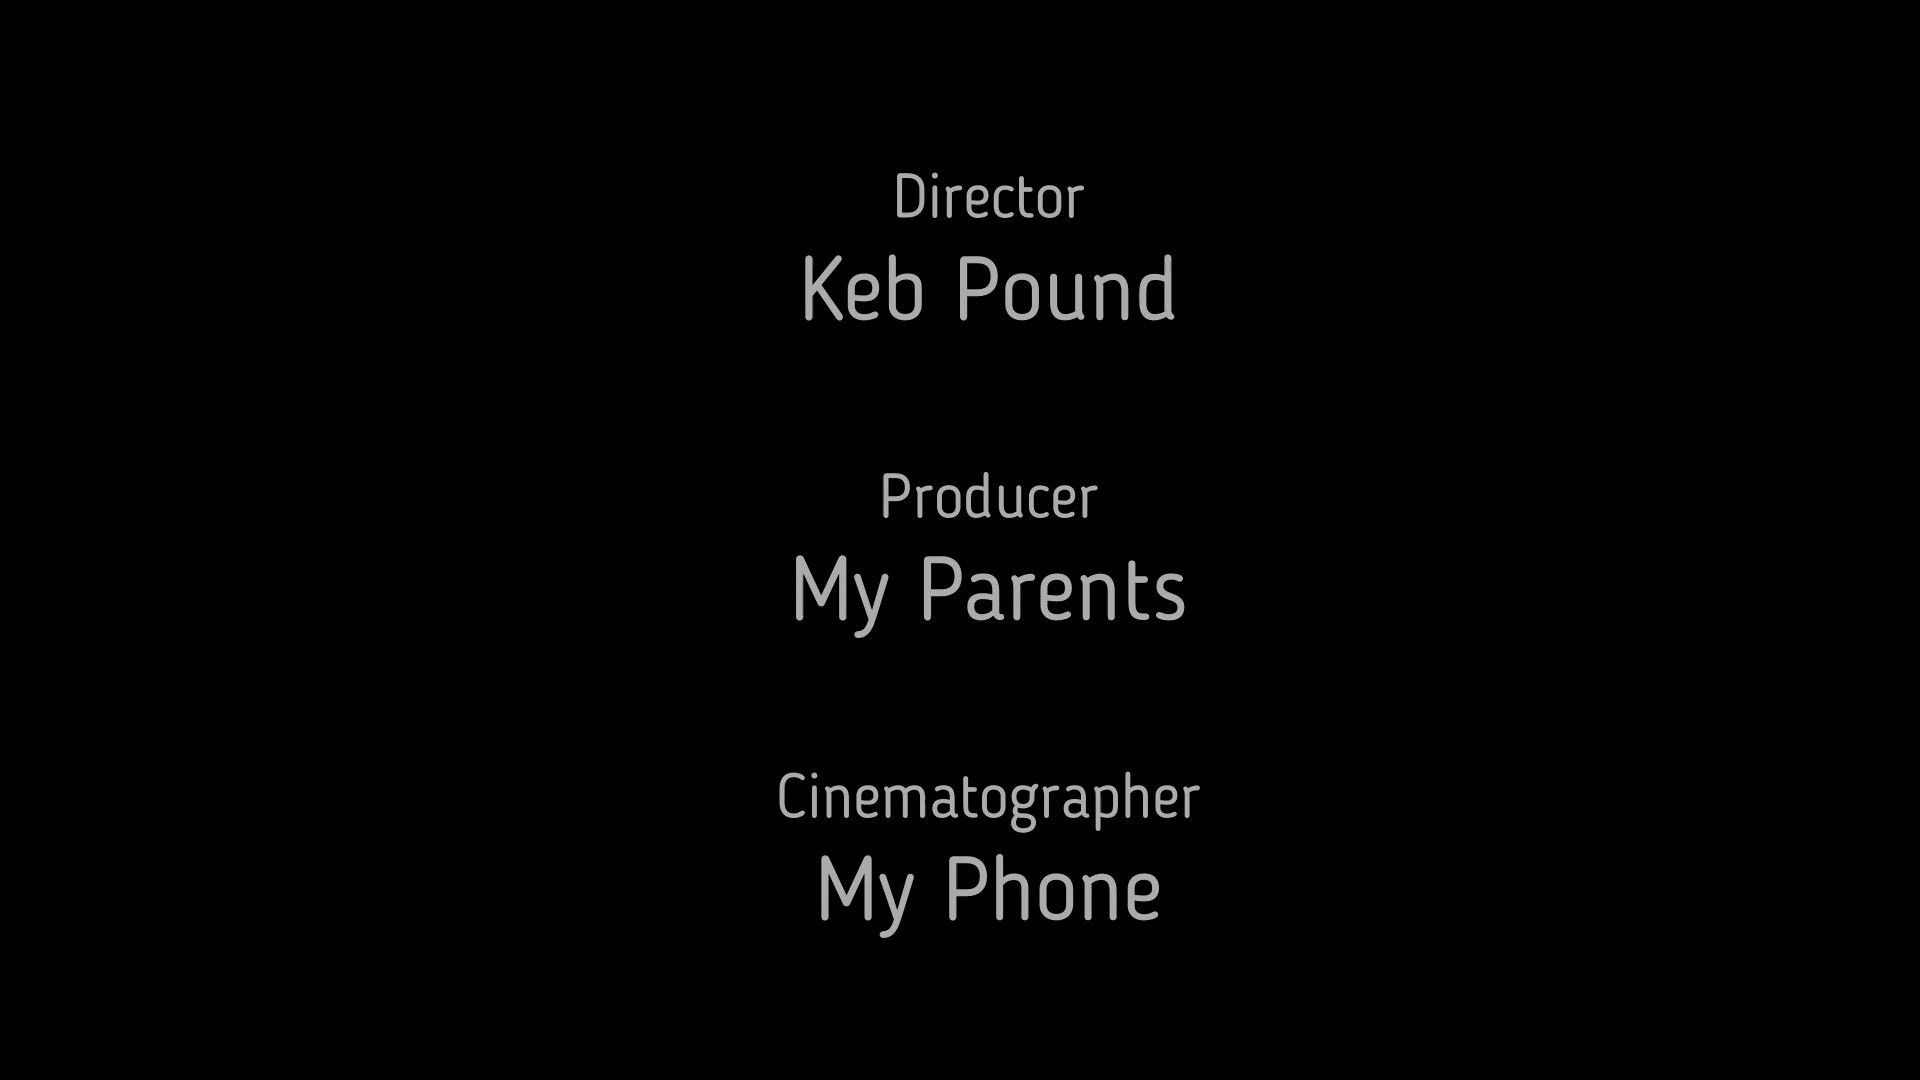 Director
Keb Pound
Producer
My Parents
Cinematographer
My Phone